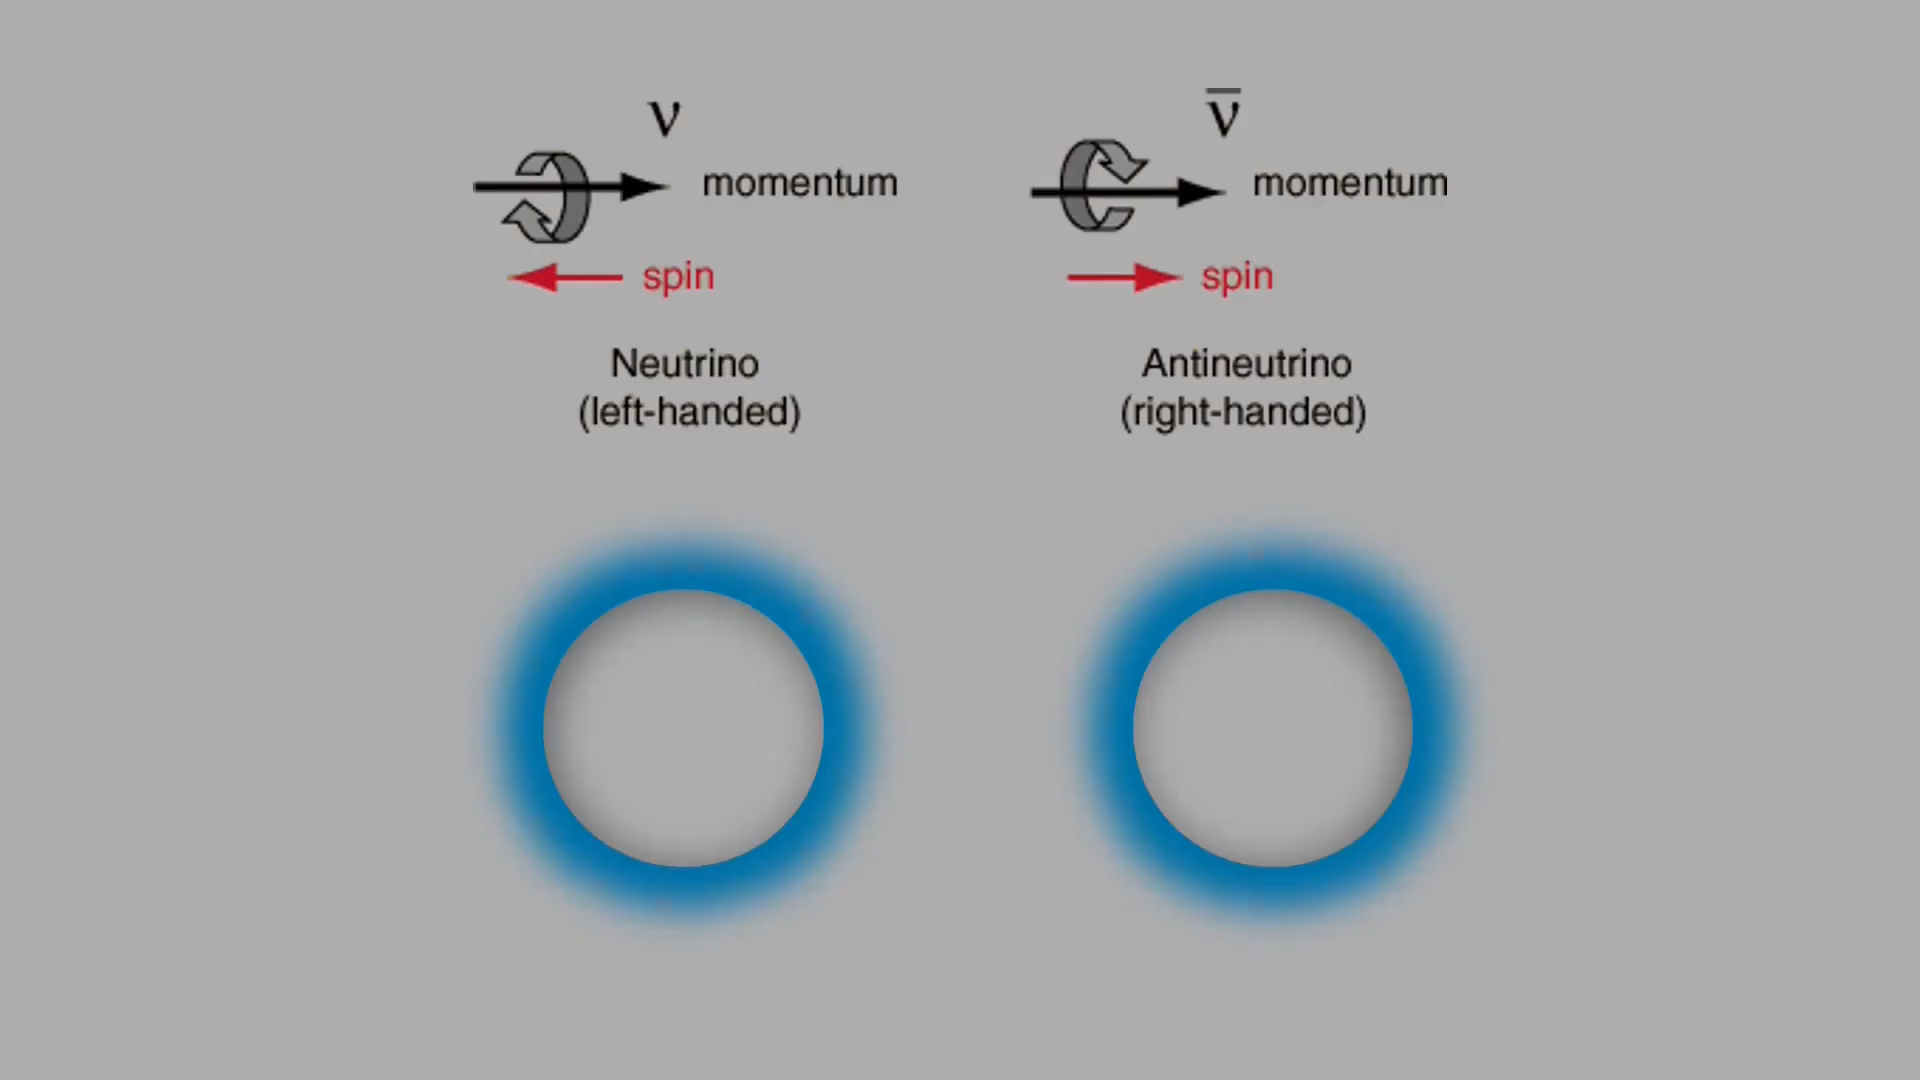 ν
momentum
spin
Neutrino
(left-handed)
ν̅
momentum
spin
Antineutrino
(right-handed)